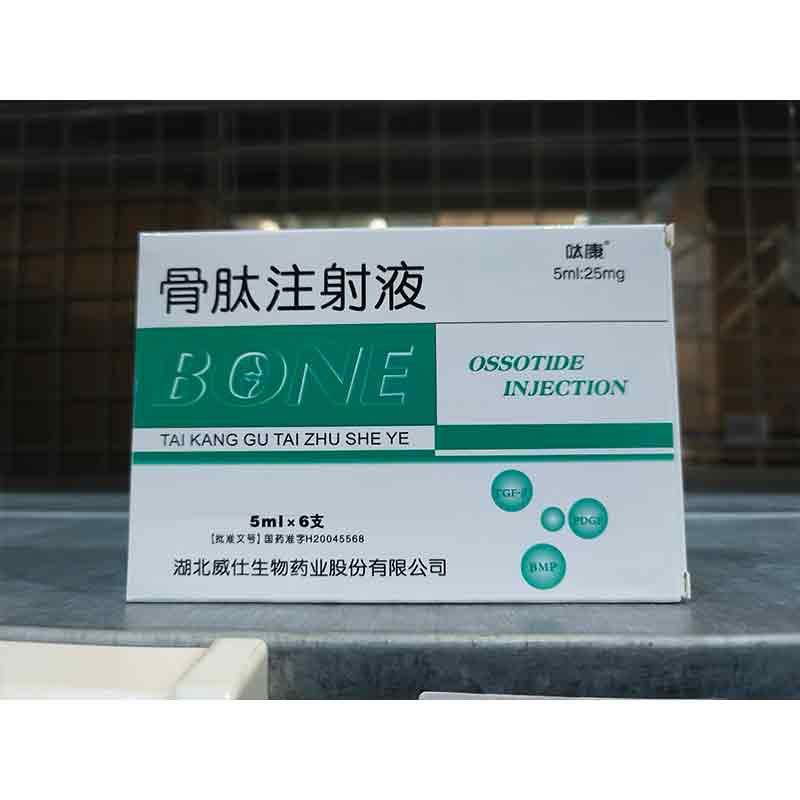 呔康®
5ml:25mg
骨肽注射液
BONE
OSSOTIDE
INJECTION
TAI KANG GU TAI ZHU SHE YE
TGF-β
PDGF
BMP
5ml×6支
【批准文号】国药准字H20045568
湖北威仕生物药业股份有限公司